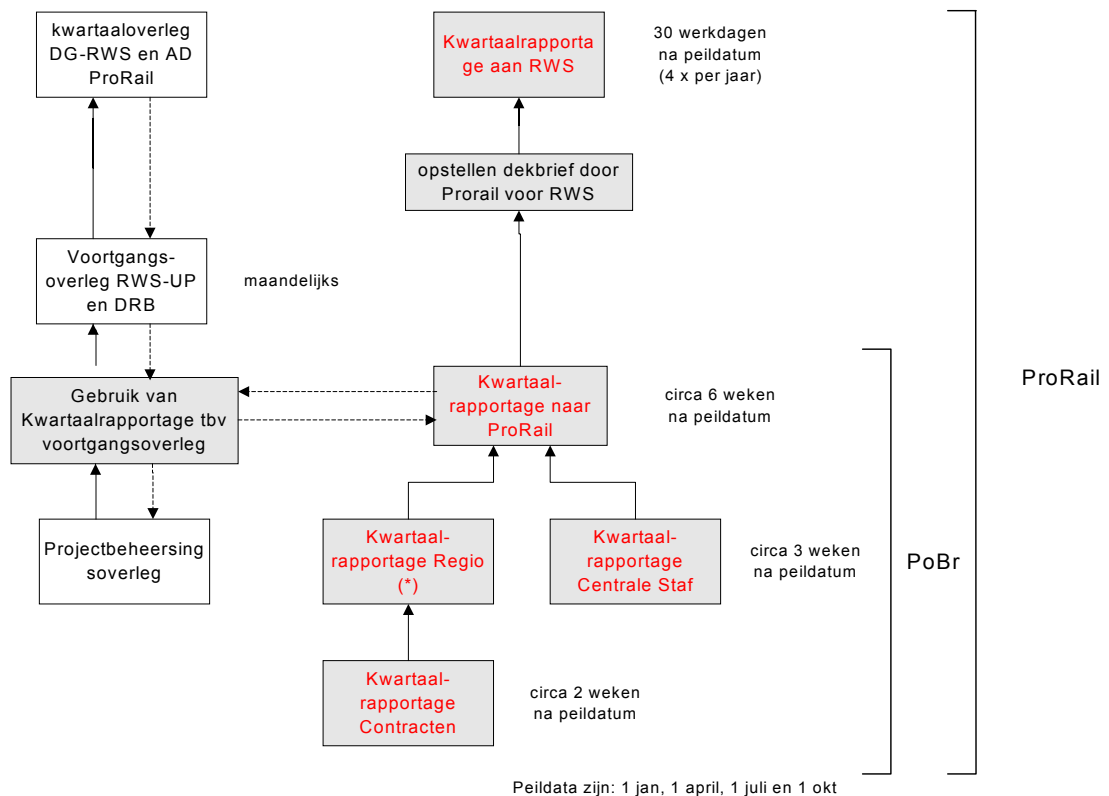 kwartaaloverleg
DG-RWS en AD
ProRail
Kwartaalrapporta
ge aan RWS
30 werkdagen
na peildatum
(4 x per jaar)
opstellen dekbrief door
Prorail voor RWS
Voortgangs-
overleg RWS-UP
en DRB
maandelijks
Gebruik van
Kwartaalrapportage tbv
voortgangsoverleg
Kwartaal-
rapportage naar
ProRail
circa 6 weken
na peildatum
ProRail
Projectbeheersing
soverleg
Kwartaal-
rapportage Regio
(*)
Kwartaal-
rapportage
Centrale Staf
circa 3 weken
na peildatum
PoBr
Kwartaal-
rapportage
Contracten
circa 2 weken
na peildatum
Peildata zijn: 1 jan, 1 april, 1 juli en 1 okt